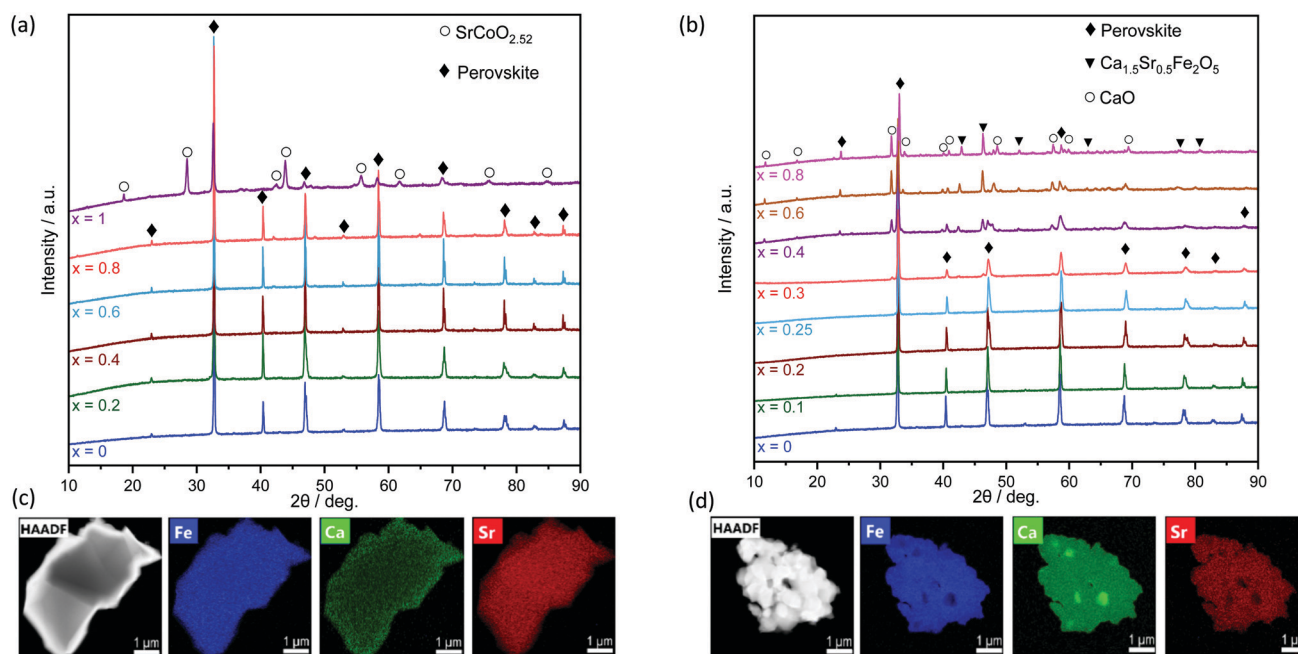 (a)
○ SrCoO₂.₅₂
◆ Perovskite
Intensity / a.u.
x = 1
x = 0.8
x = 0.6
x = 0.4
x = 0.2
x = 0
10 20 30 40 50 60 70 80 90
2θ / deg.
(b)
◆ Perovskite
▼ Ca₁.₅Sr₀.₅Fe₂O₅
○ CaO
Intensity / a.u.
x = 0.8
x = 0.6
x = 0.4
x = 0.3
x = 0.25
x = 0.2
x = 0.1
x = 0
10 20 30 40 50 60 70 80 90
2θ / deg.
(c)
HAADF
1 μm
Fe
1 μm
Ca
1 μm
Sr
1 μm
(d)
HAADF
1 μm
Fe
1 μm
Ca
1 μm
Sr
1 μm